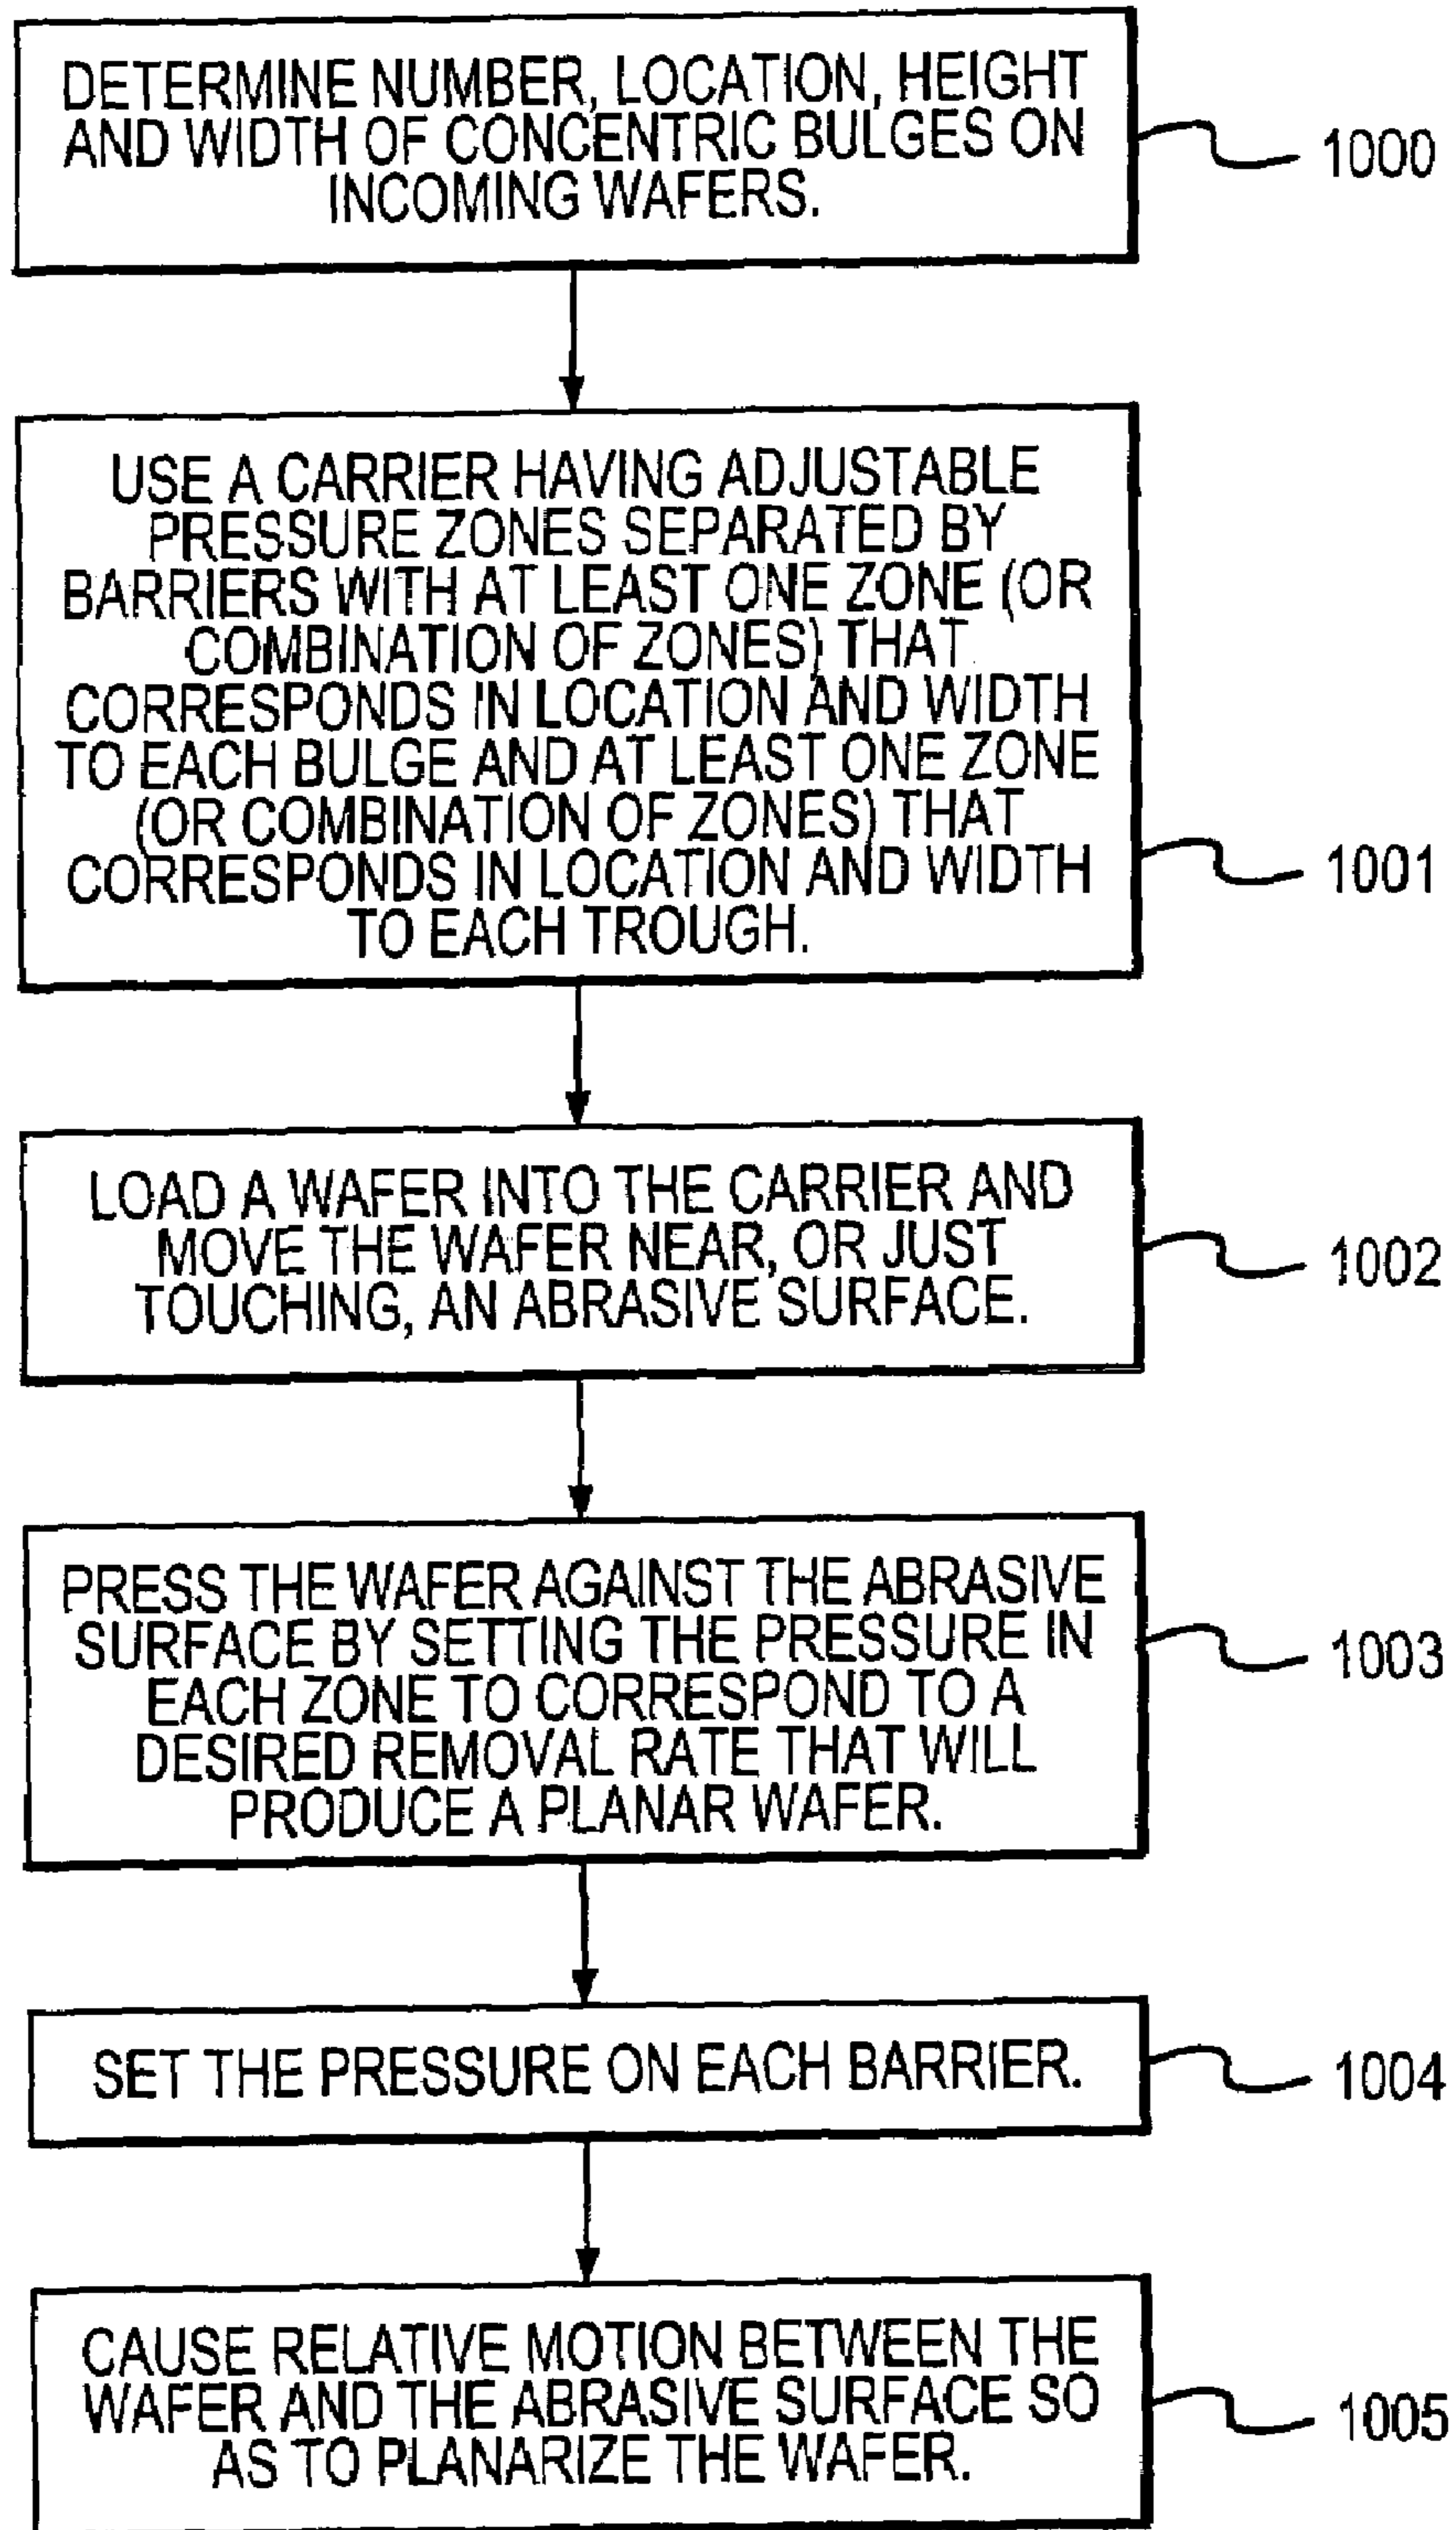 DETERMINE NUMBER, LOCATION, HEIGHT
AND WIDTH OF CONCENTRIC BULGES ON
INCOMING WAFERS.
1000
USE A CARRIER HAVING ADJUSTABLE
PRESSURE ZONES SEPARATED BY
BARRIERS WITH AT LEAST ONE ZONE (OR
COMBINATION OF ZONES) THAT
CORRESPONDS IN LOCATION AND WIDTH
TO EACH BULGE AND AT LEAST ONE ZONE
(OR COMBINATION OF ZONES) THAT
CORRESPONDS IN LOCATION AND WIDTH
TO EACH TROUGH.
1001
LOAD A WAFER INTO THE CARRIER AND
MOVE THE WAFER NEAR, OR JUST
TOUCHING, AN ABRASIVE SURFACE.
1002
PRESS THE WAFER AGAINST THE ABRASIVE
SURFACE BY SETTING THE PRESSURE IN
EACH ZONE TO CORRESPOND TO A
DESIRED REMOVAL RATE THAT WILL
PRODUCE A PLANAR WAFER.
1003
SET THE PRESSURE ON EACH BARRIER.
1004
CAUSE RELATIVE MOTION BETWEEN THE
WAFER AND THE ABRASIVE SURFACE SO
AS TO PLANARIZE THE WAFER.
1005